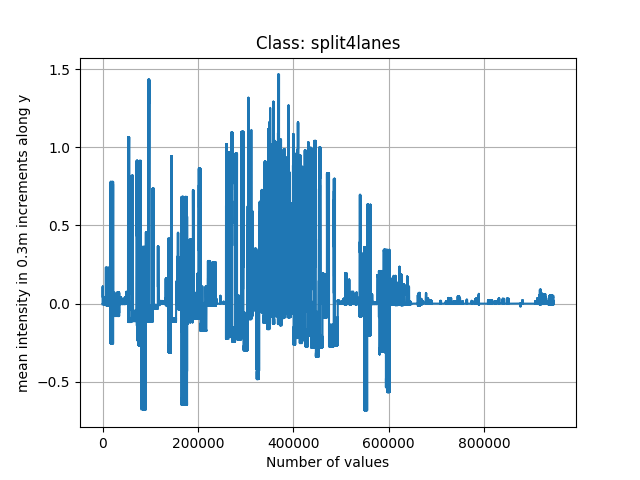 Class: split4lanes
mean intensity in 0.3m increments along y
1.5
1.0
0.5
0.0
−0.5
0 200000 400000 600000 800000
Number of values